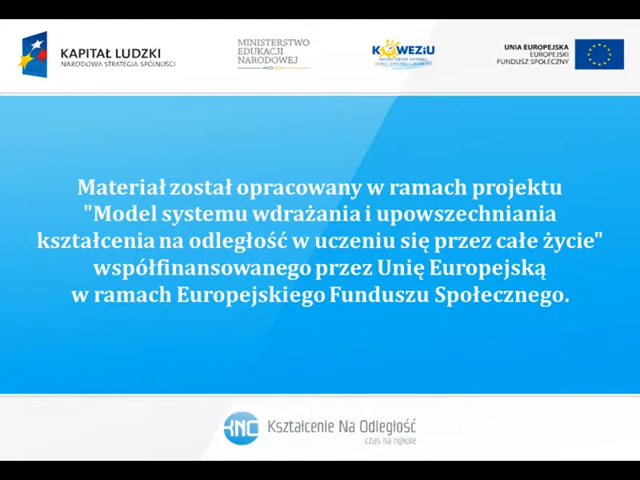 KAPITAŁ LUDZKI
NARODOWA STRATEGIA SPÓJNOŚCI
MINISTERSTWO
EDUKACJI
NARODOWEJ
KOWEZiU
UNIA EUROPEJSKA
EUROPEJSKI
FUNDUSZ SPOŁECZNY
Materiał został opracowany w ramach projektu
"Model systemu wdrażania i upowszechniania
kształcenia na odległość w uczeniu się przez całe życie"
współfinansowanego przez Unię Europejską
w ramach Europejskiego Funduszu Społecznego.
KNO Kształcenie Na Odległość
czas na naukę